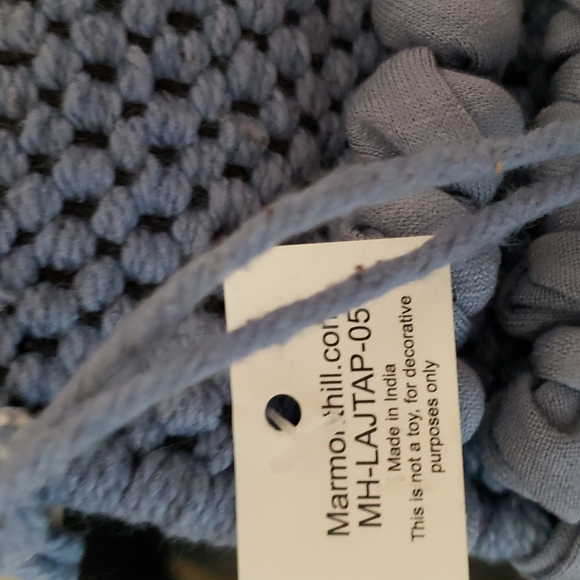 MH-LAJTAP-05
Made in India
This is not a toy, for decorative
purposes only